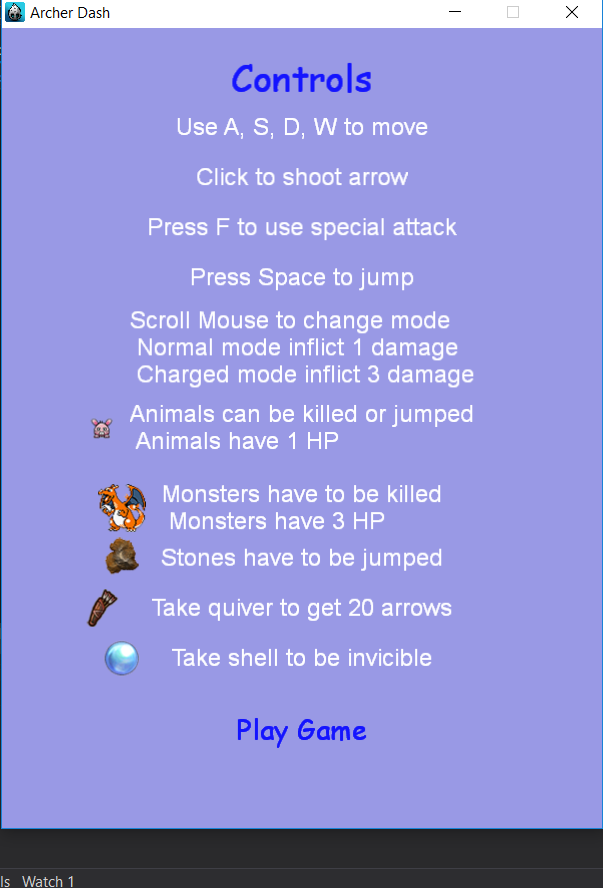 Archer Dash
Controls
Use A, S, D, W to move
Click to shoot arrow
Press F to use special attack
Press Space to jump
Scroll Mouse to change mode
Normal mode inflict 1 damage
Charged mode inflict 3 damage
Animals can be killed or jumped
Animals have 1 HP
Monsters have to be killed
Monsters have 3 HP
Stones have to be jumped
Take quiver to get 20 arrows
Take shell to be invicible
Play Game
ls Watch 1